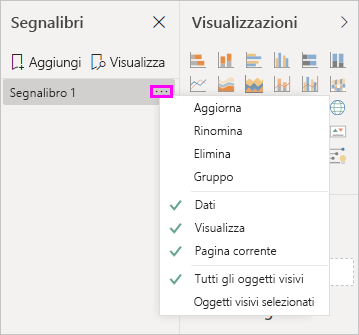 Segnalibri
Visualizzazioni
Aggiungi
Visualizza
Segnalibro 1
Aggiorna
Rinomina
Elimina
Gruppo
Dati
Visualizza
Pagina corrente
Tutti gli oggetti visivi
Oggetti visivi selezionati